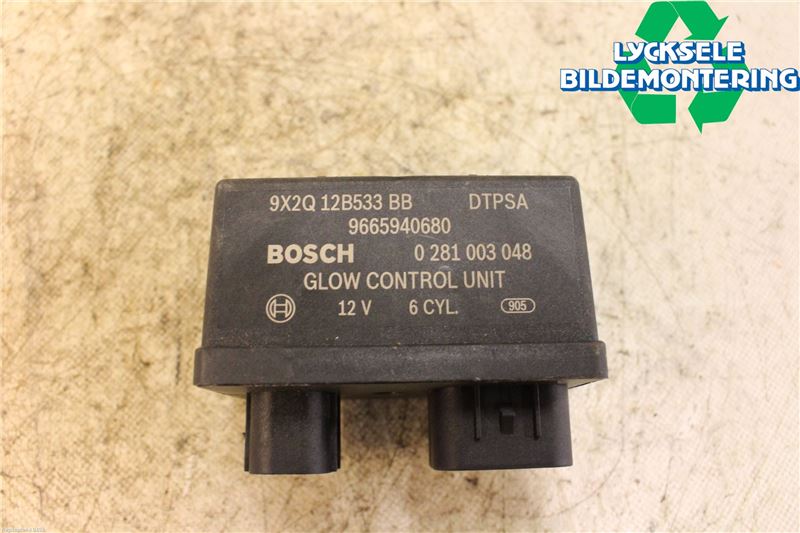 LYCKSELE
BILDEMONTERING
9X2Q 12B533 BB DTPSA
9665940680
BOSCH 0 281 003 048
GLOW CONTROL UNIT
12 V 6 CYL. 905